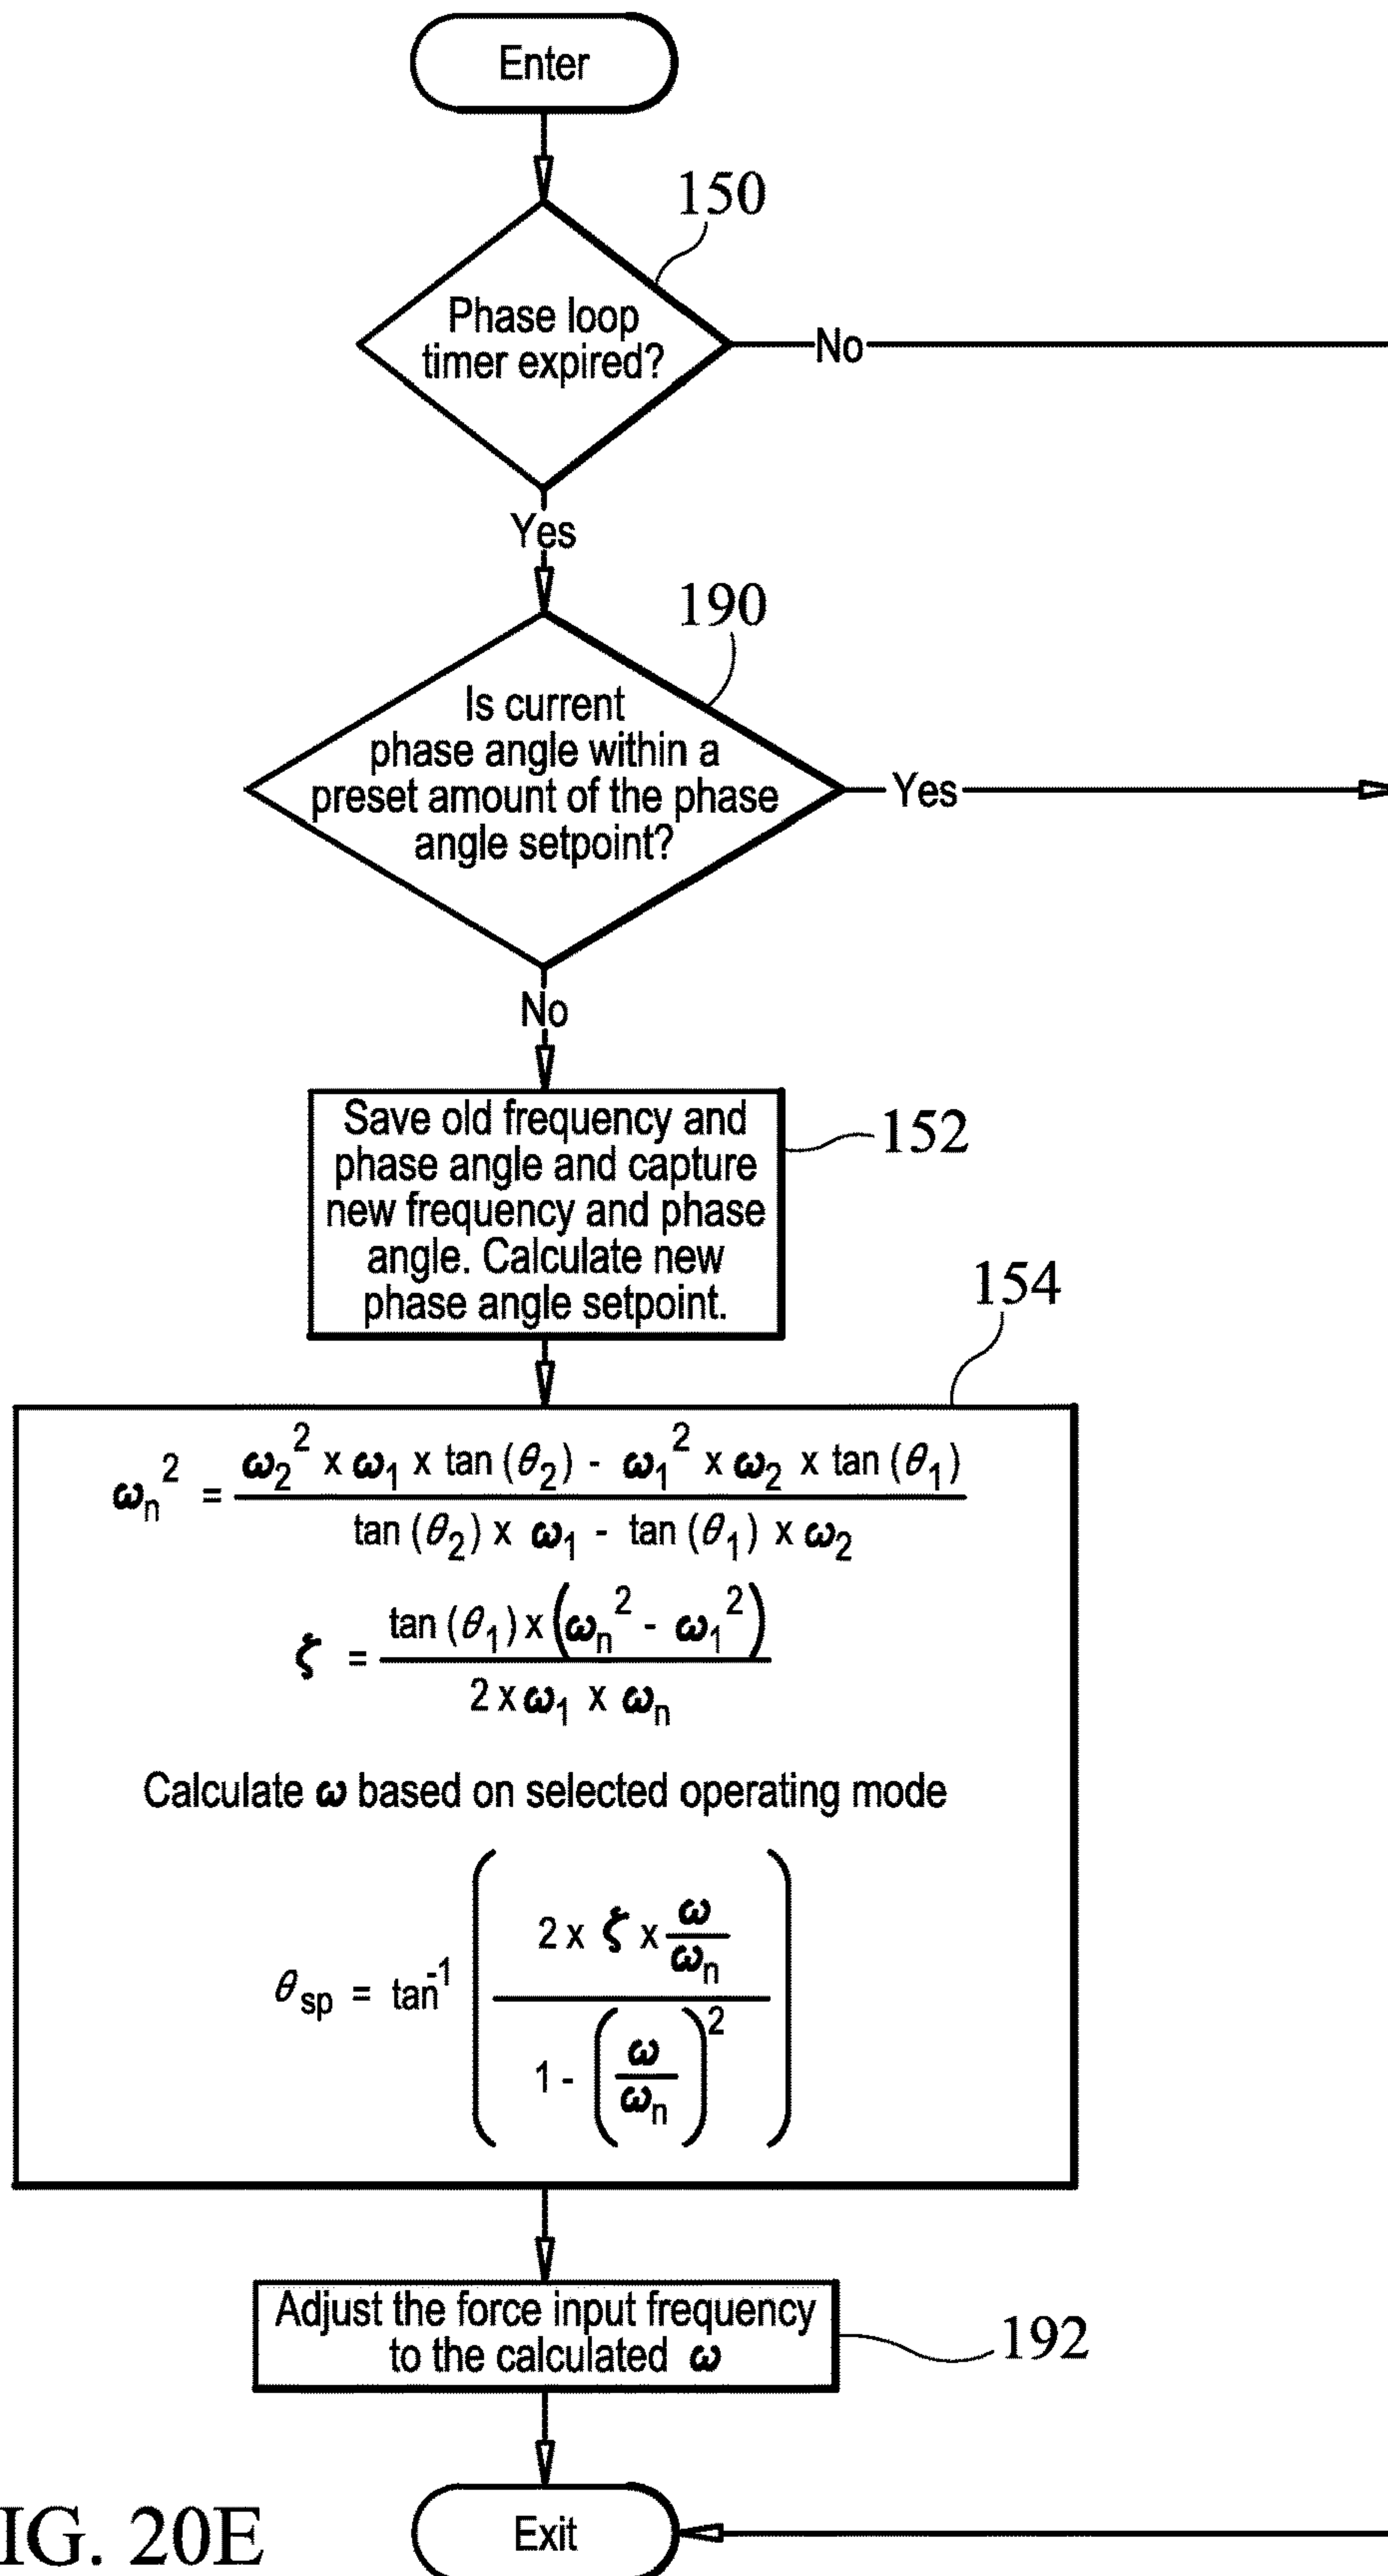 Enter
150
Phase loop
timer expired?
No
Yes
190
Is current
phase angle within a
preset amount of the phase
angle setpoint?
Yes
No
Save old frequency and
phase angle and capture
new frequency and phase
angle. Calculate new
phase angle setpoint.
152
154
ωn² = (ω2² x ω1 x tan (θ2) - ω1² x ω2 x tan (θ1)) / (tan (θ2) x ω1 - tan (θ1) x ω2)
ζ = (tan (θ1) x (ωn² - ω1²)) / (2 x ω1 x ωn)
Calculate ω based on selected operating mode
θsp = tan⁻¹ ((2 x ζ x ω/ωn) / (1 - (ω/ωn)²))
Adjust the force input frequency
to the calculated ω
192
Exit
IG. 20E